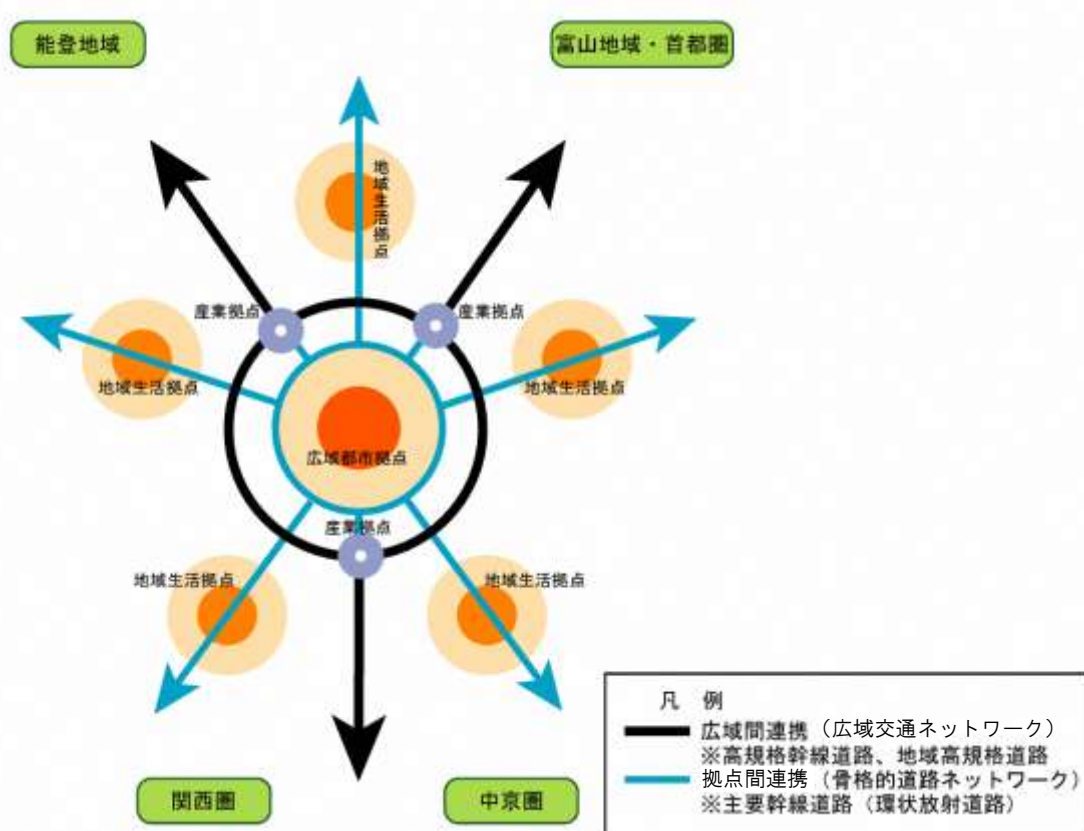 能登地域
富山地域・首都圏
地域生活拠点
産業拠点
産業拠点
地域生活拠点
地域生活拠点
広域都市拠点
産業拠点
地域生活拠点
地域生活拠点
関西圏
中京圏
凡 例
広域間連携（広域交通ネットワーク）
※高規格幹線道路、地域高規格道路
拠点間連携（骨格的道路ネットワーク）
※主要幹線道路（環状放射道路）